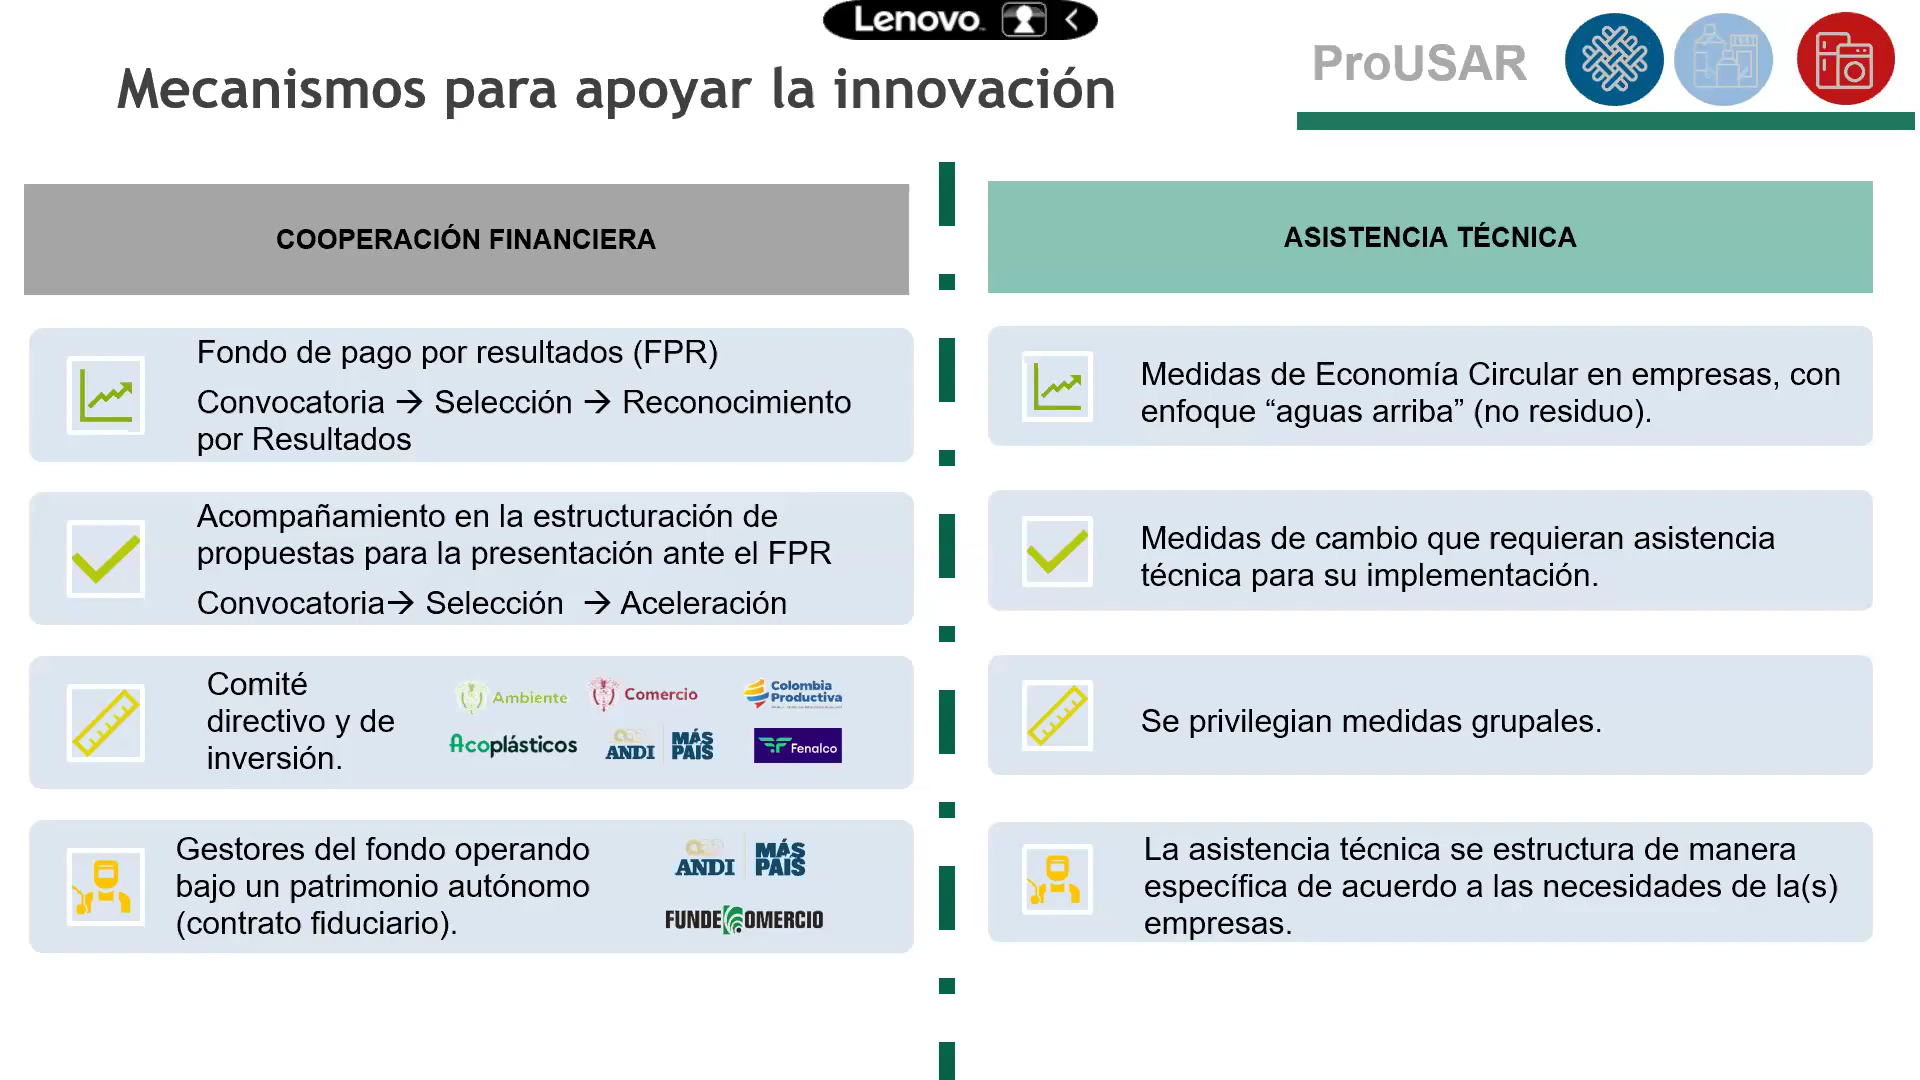 Lenovo
Mecanismos para apoyar la innovación
ProUSAR
COOPERACIÓN FINANCIERA
Fondo de pago por resultados (FPR)
Convocatoria → Selección → Reconocimiento
por Resultados
Acompañamiento en la estructuración de
propuestas para la presentación ante el FPR
Convocatoria→ Selección → Aceleración
Comité
directivo y de
inversión.
Ambiente
Comercio
Colombia
Productiva
Acoplásticos
ANDI
MÁS
PAÍS
Fenalco
Gestores del fondo operando
bajo un patrimonio autónomo
(contrato fiduciario).
ANDI
MÁS
PAÍS
FUNDECOMERCIO
ASISTENCIA TÉCNICA
Medidas de Economía Circular en empresas, con
enfoque “aguas arriba” (no residuo).
Medidas de cambio que requieran asistencia
técnica para su implementación.
Se privilegian medidas grupales.
La asistencia técnica se estructura de manera
específica de acuerdo a las necesidades de la(s)
empresas.